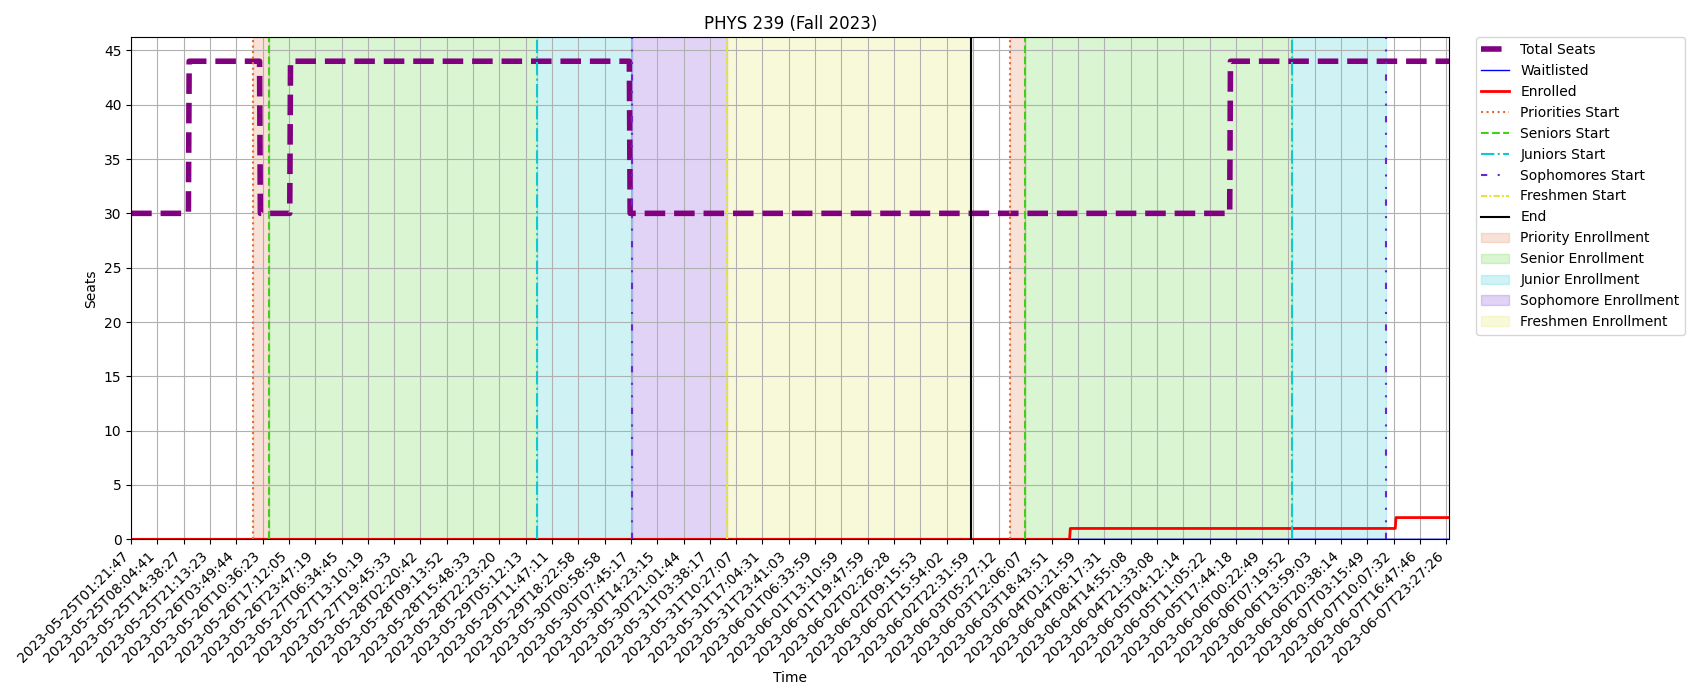 PHYS 239 (Fall 2023)
Seats
45
40
35
30
25
20
15
10
5
0
2023-05-25T01:21:47
2023-05-25T08:04:41
2023-05-25T14:38:27
2023-05-25T21:13:23
2023-05-26T03:49:44
2023-05-26T10:36:23
2023-05-26T17:12:05
2023-05-26T23:47:19
2023-05-27T06:34:45
2023-05-27T13:10:19
2023-05-27T19:45:33
2023-05-28T02:20:42
2023-05-28T09:13:52
2023-05-28T15:48:33
2023-05-28T22:23:20
2023-05-29T05:12:13
2023-05-29T11:47:11
2023-05-29T18:22:58
2023-05-30T00:58:58
2023-05-30T07:45:17
2023-05-30T14:23:15
2023-05-30T21:01:44
2023-05-31T03:38:17
2023-05-31T10:27:07
2023-05-31T17:04:31
2023-05-31T23:41:03
2023-06-01T06:33:59
2023-06-01T13:10:59
2023-06-01T19:47:59
2023-06-02T02:26:28
2023-06-02T09:15:53
2023-06-02T15:54:02
2023-06-02T22:31:59
2023-06-03T05:27:12
2023-06-03T12:06:07
2023-06-03T18:43:51
2023-06-04T01:21:59
2023-06-04T08:17:31
2023-06-04T14:55:08
2023-06-04T21:33:08
2023-06-05T04:12:14
2023-06-05T11:05:22
2023-06-05T17:44:18
2023-06-06T00:22:49
2023-06-06T07:19:52
2023-06-06T13:59:03
2023-06-06T20:38:14
2023-06-07T03:15:49
2023-06-07T10:07:32
2023-06-07T16:47:46
2023-06-07T23:27:26
Time
Total Seats
Waitlisted
Enrolled
Priorities Start
Seniors Start
Juniors Start
Sophomores Start
Freshmen Start
End
Priority Enrollment
Senior Enrollment
Junior Enrollment
Sophomore Enrollment
Freshmen Enrollment